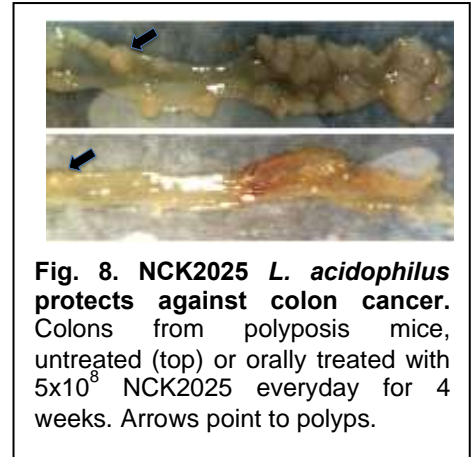 Fig. 8. NCK2025 L. acidophilus
protects against colon cancer.
Colons from polyposis mice,
untreated (top) or orally treated with
5x10⁸ NCK2025 everyday for 4
weeks. Arrows point to polyps.